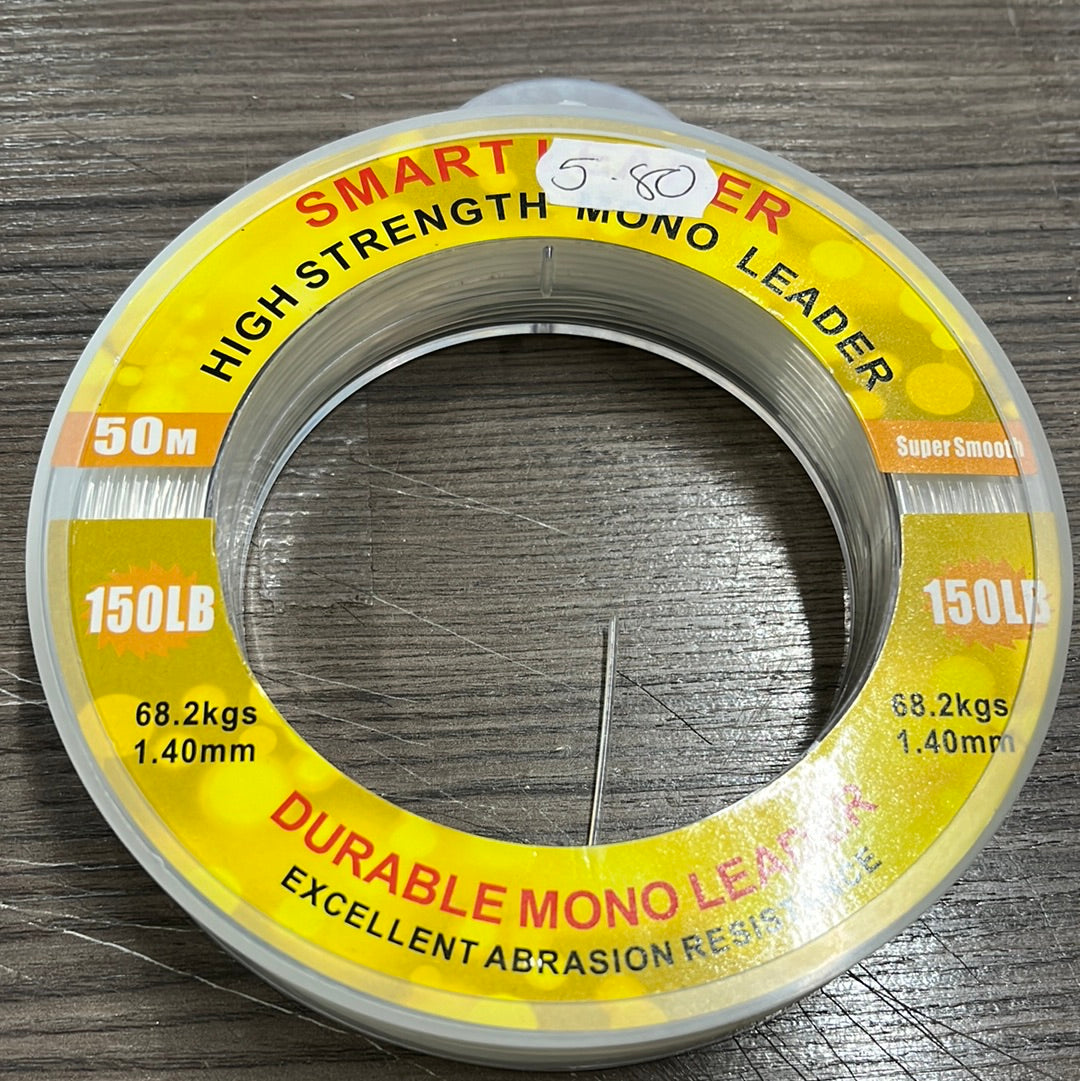 SMART L ER
5.80
HIGH STRENGTH MONO LEADER
50M
Super Smooth
150LB
150LB
68.2kgs
1.40mm
68.2kgs
1.40mm
DURABLE MONO LEADER
EXCELLENT ABRASION RESISTANCE